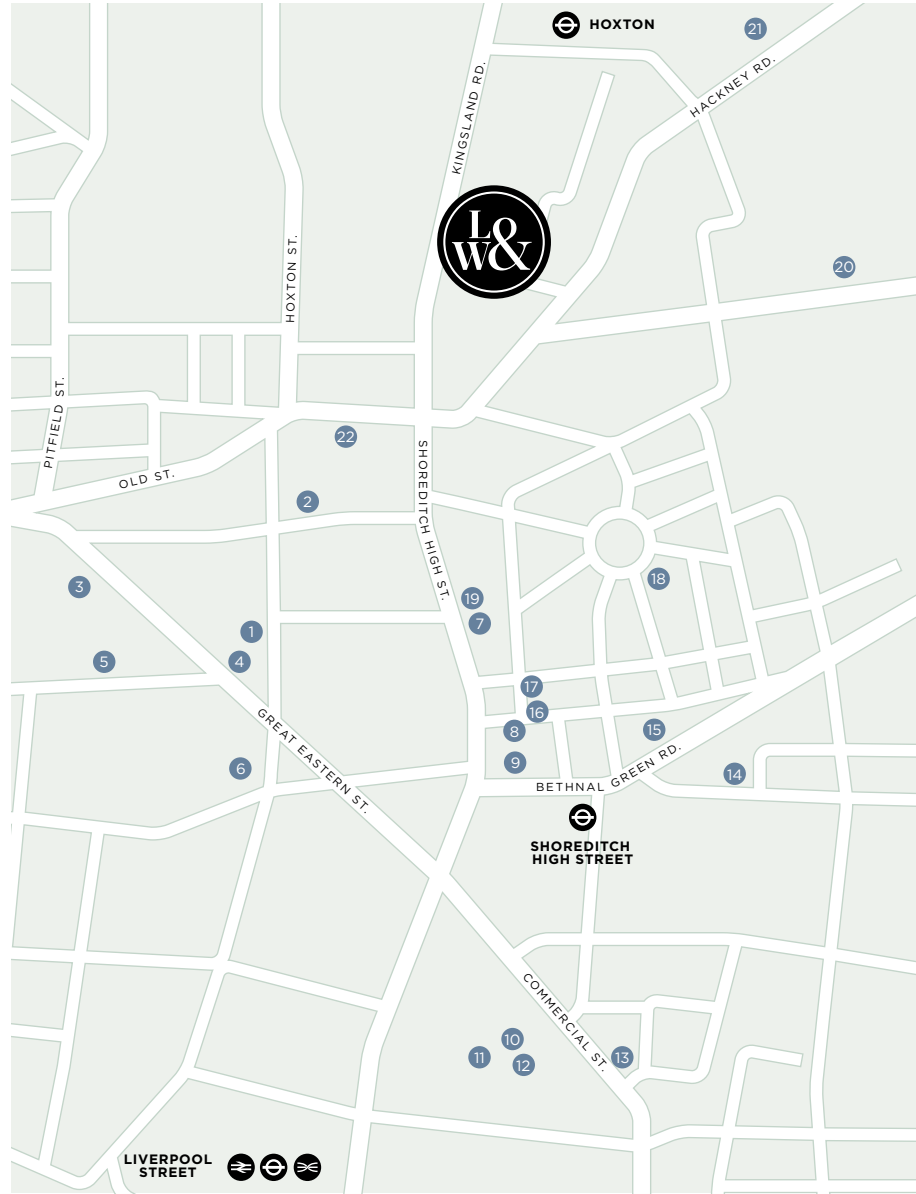 HOXTON
21
HACKNEY RD.
KINGSLAND RD.
L&
W&
20
HOXTON ST.
PITFIELD ST.
22
SHOREDITCH HIGH ST.
OLD ST.
2
3
18
19
7
1
4
5
17
16
8
15
GREAT EASTERN ST.
6
9
14
BETHNAL GREEN RD.
SHOREDITCH
HIGH STREET
COMMERCIAL ST.
10
11
12
13
LIVERPOOL
STREET